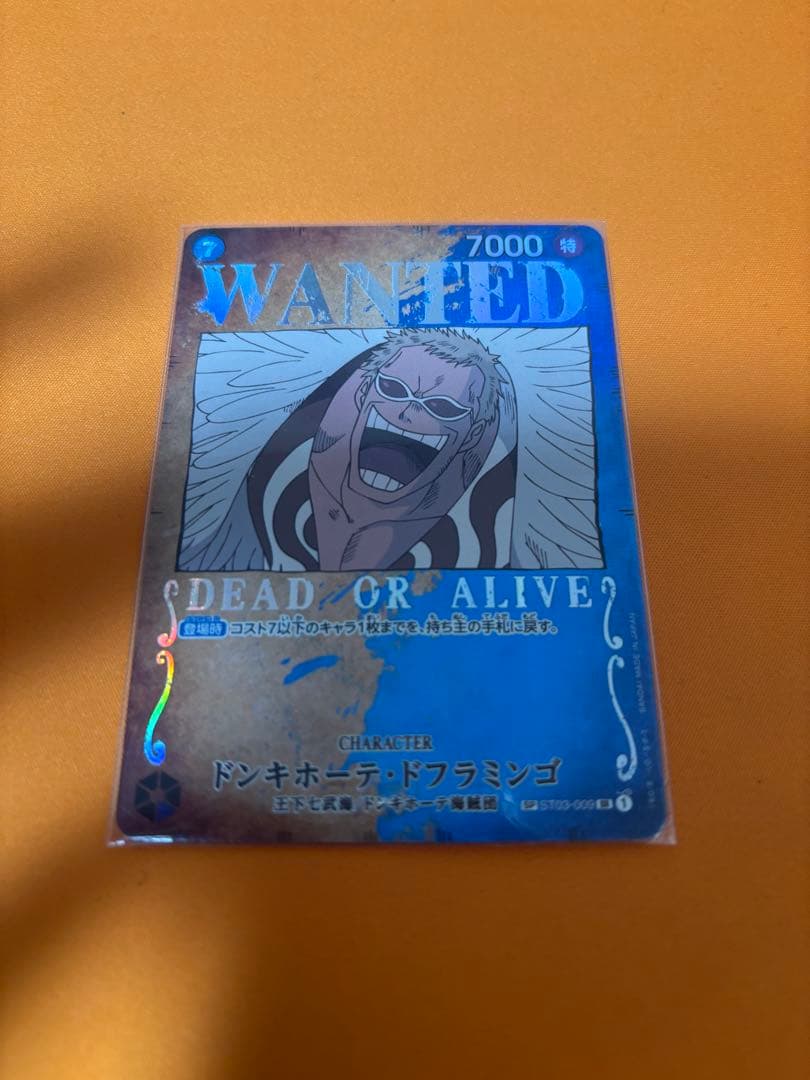 7
7000 特
WANTED
DEAD OR ALIVE
登場時 コスト7以下のキャラ1枚までを、持ち主の手札に戻す。
CHARACTER
ドンキホーテ・ドフラミンゴ
王下七武海/ドンキホーテ海賊団
SP ST03-009 1
BANDAI MADE IN JAPAN